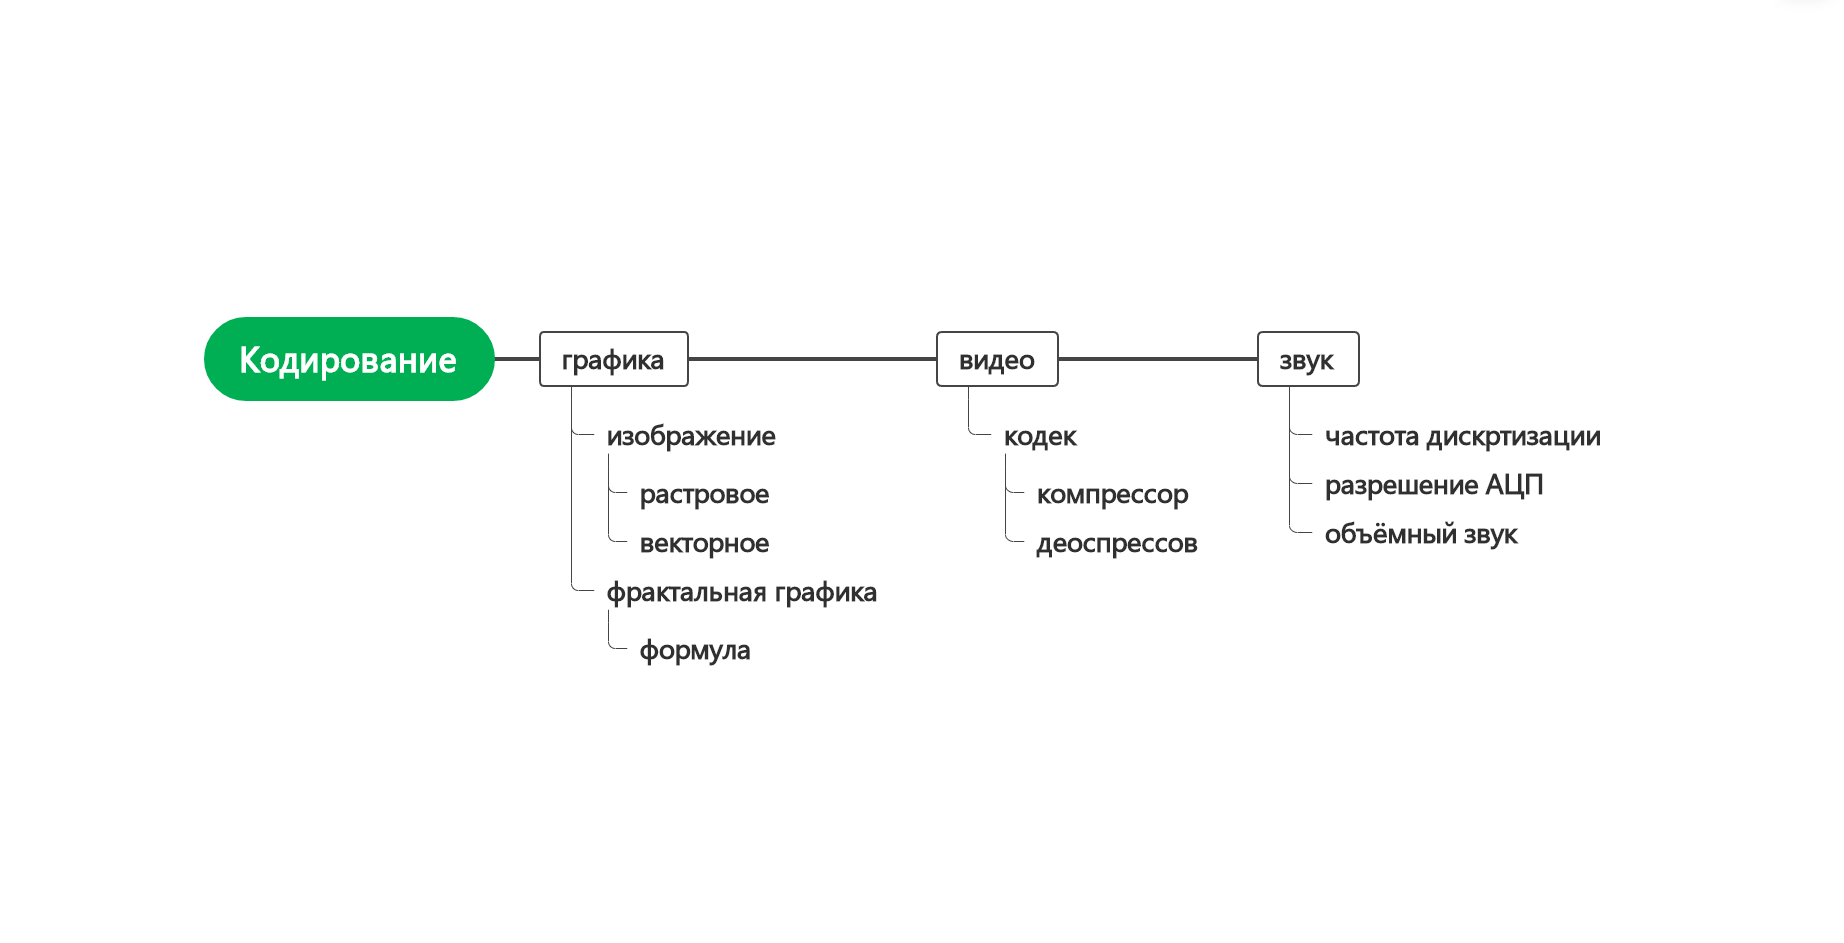 Кодирование
графика
изображение
растровое
векторное
фрактальная графика
формула
видео
кодек
компрессор
деоспрессов
звук
частота дискртизации
разрешение АЦП
объёмный звук